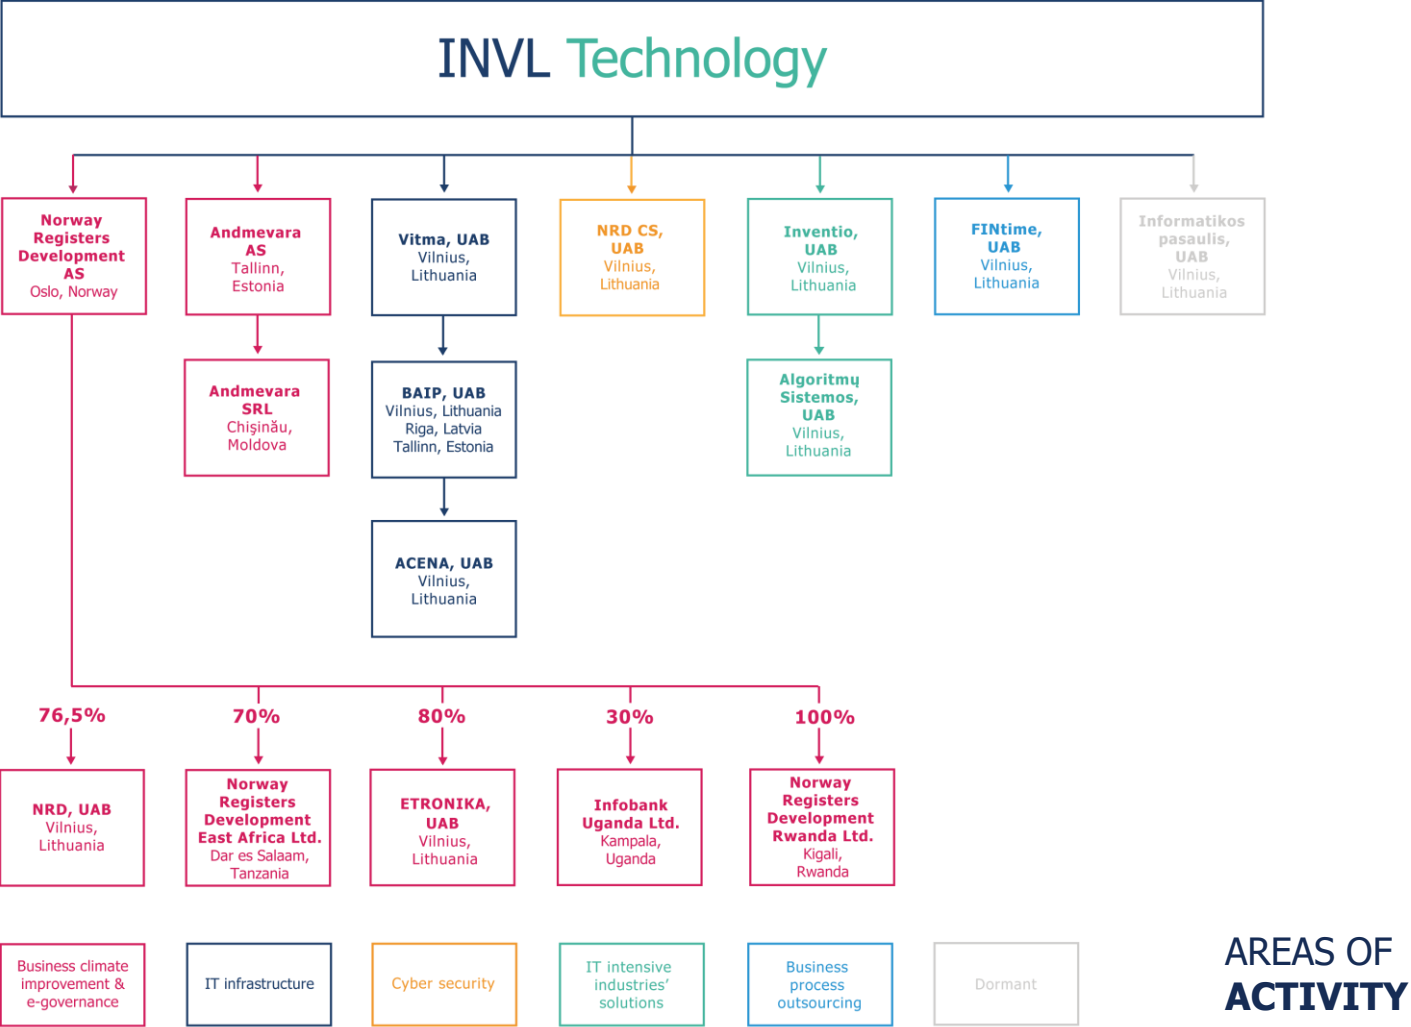 INVL Technology
Norway
Registers
Development
AS
Oslo, Norway
Andmevara
AS
Tallinn,
Estonia
Vitma, UAB
Vilnius,
Lithuania
NRD CS,
UAB
Vilnius,
Lithuania
Inventio,
UAB
Vilnius,
Lithuania
FINtime,
UAB
Vilnius,
Lithuania
Informatikos
pasaulis,
UAB
Vilnius,
Lithuania
Andmevara
SRL
Chişinău,
Moldova
BAIP, UAB
Vilnius, Lithuania
Riga, Latvia
Tallinn, Estonia
Algoritmų
Sistemos,
UAB
Vilnius,
Lithuania
ACENA, UAB
Vilnius,
Lithuania
76,5%
70%
80%
30%
100%
NRD, UAB
Vilnius,
Lithuania
Norway
Registers
Development
East Africa Ltd.
Dar es Salaam,
Tanzania
ETRONIKA,
UAB
Vilnius,
Lithuania
Infobank
Uganda Ltd.
Kampala,
Uganda
Norway
Registers
Development
Rwanda Ltd.
Kigali,
Rwanda
Business climate
improvement &
e-governance
IT infrastructure
Cyber security
IT intensive
industries’
solutions
Business
process
outsourcing
Dormant
AREAS OF
ACTIVITY